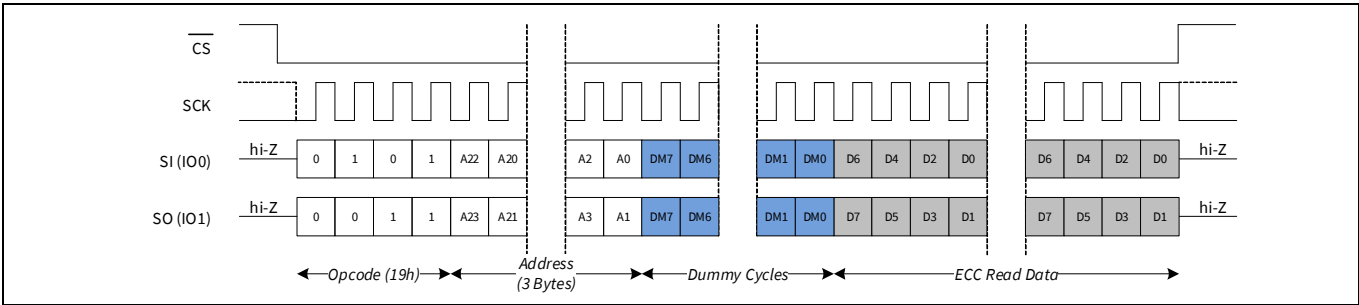 CS
SCK
SI (IO0) hi-Z 0 1 0 1 A22 A20 A2 A0 DM7 DM6 DM1 DM0 D6 D4 D2 D0 D6 D4 D2 D0 hi-Z
SO (IO1) hi-Z 0 0 1 1 A23 A21 A3 A1 DM7 DM6 DM1 DM0 D7 D5 D3 D1 D7 D5 D3 D1 hi-Z
Opcode (19h) Address Dummy Cycles ECC Read Data
(3 Bytes)